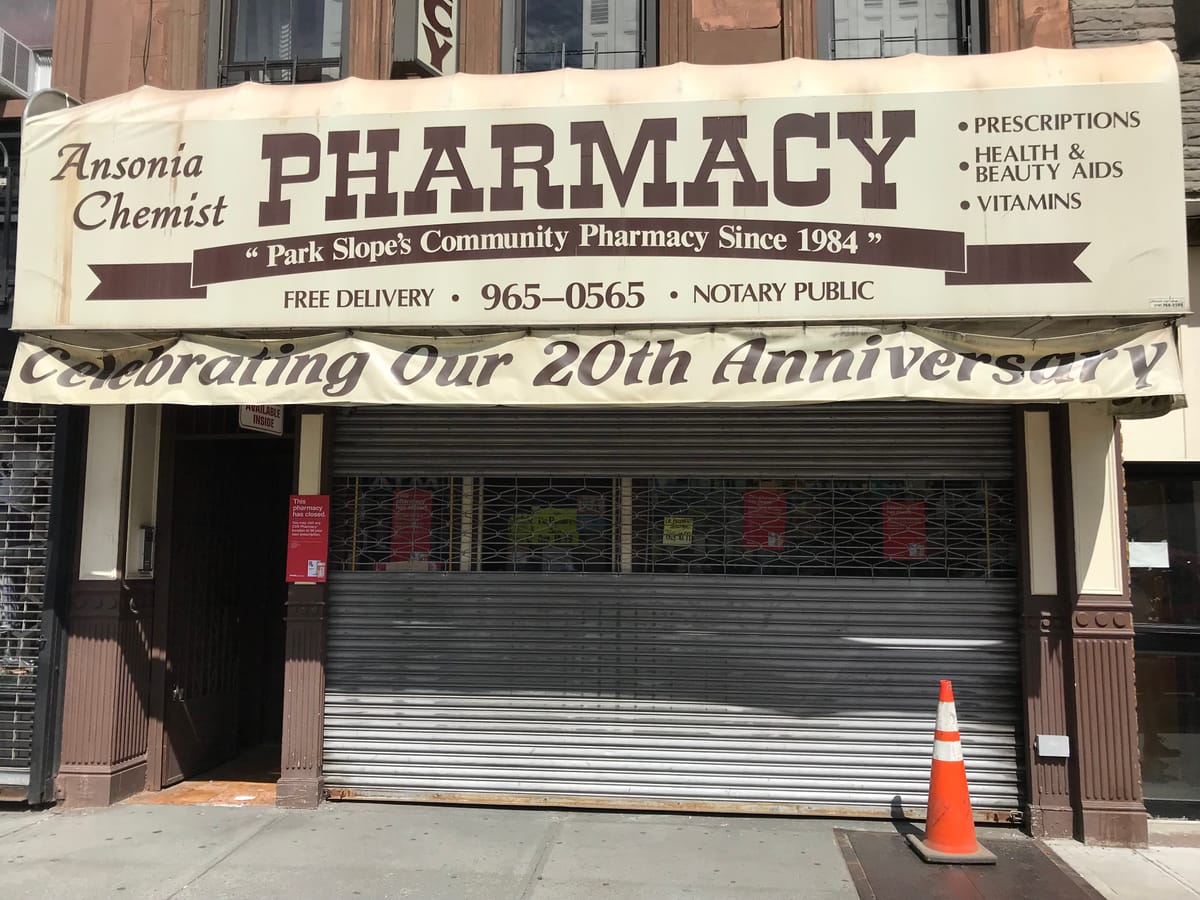 CY
Ansonia
Chemist
PHARMACY
• PRESCRIPTIONS
• HEALTH &
BEAUTY AIDS
• VITAMINS
“ Park Slope's Community Pharmacy Since 1984 ”
FREE DELIVERY • 965–0565 • NOTARY PUBLIC
Celebrating Our 20th Anniversary
AVAILABLE
INSIDE
This
pharmacy
has closed.